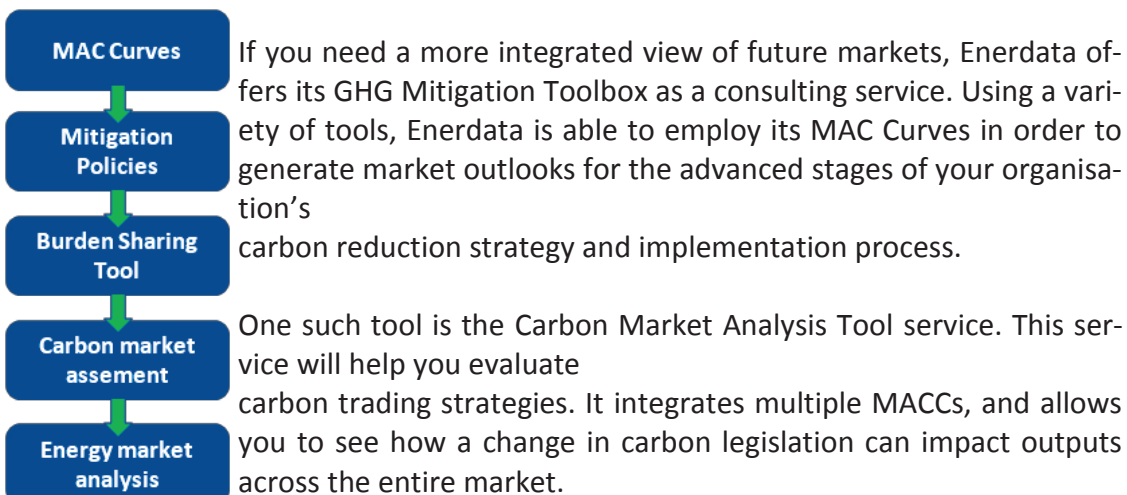 MAC Curves
Mitigation
Policies
Burden Sharing
Tool
Carbon market
assement
Energy market
analysis
If you need a more integrated view of future markets, Enerdata of-
fers its GHG Mitigation Toolbox as a consulting service. Using a vari-
ety of tools, Enerdata is able to employ its MAC Curves in order to
generate market outlooks for the advanced stages of your organisa-
tion's
carbon reduction strategy and implementation process.
One such tool is the Carbon Market Analysis Tool service. This ser-
vice will help you evaluate
carbon trading strategies. It integrates multiple MACCs, and allows
you to see how a change in carbon legislation can impact outputs
across the entire market.